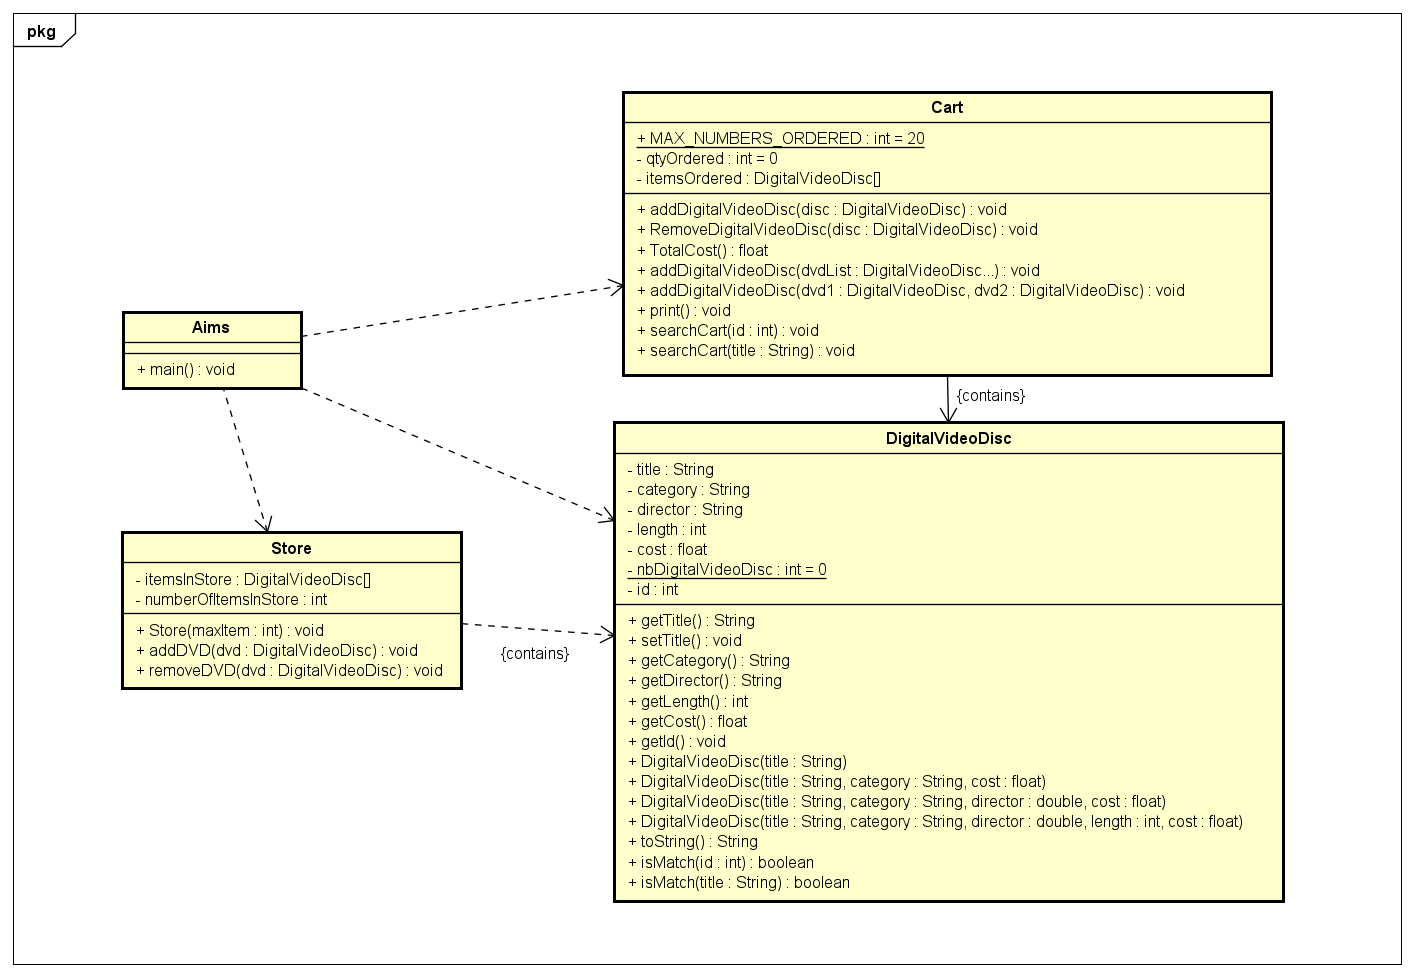 pkg
Cart
+ MAX_NUMBERS_ORDERED : int = 20
- qtyOrdered : int = 0
- itemsOrdered : DigitalVideoDisc[]
+ addDigitalVideoDisc(disc : DigitalVideoDisc) : void
+ RemoveDigitalVideoDisc(disc : DigitalVideoDisc) : void
+ TotalCost() : float
+ addDigitalVideoDisc(dvdList : DigitalVideoDisc...) : void
+ addDigitalVideoDisc(dvd1 : DigitalVideoDisc, dvd2 : DigitalVideoDisc) : void
+ print() : void
+ searchCart(id : int) : void
+ searchCart(title : String) : void
Aims
+ main() : void
{contains}
DigitalVideoDisc
- title : String
- category : String
- director : String
- length : int
- cost : float
- nbDigitalVideoDisc : int = 0
- id : int
+ getTitle() : String
+ setTitle() : void
+ getCategory() : String
+ getDirector() : String
+ getLength() : int
+ getCost() : float
+ getId() : void
+ DigitalVideoDisc(title : String)
+ DigitalVideoDisc(title : String, category : String, cost : float)
+ DigitalVideoDisc(title : String, category : String, director : double, cost : float)
+ DigitalVideoDisc(title : String, category : String, director : double, length : int, cost : float)
+ toString() : String
+ isMatch(id : int) : boolean
+ isMatch(title : String) : boolean
Store
- itemsInStore : DigitalVideoDisc[]
- numberOfItemsInStore : int
+ Store(maxItem : int) : void
+ addDVD(dvd : DigitalVideoDisc) : void
+ removeDVD(dvd : DigitalVideoDisc) : void
{contains}